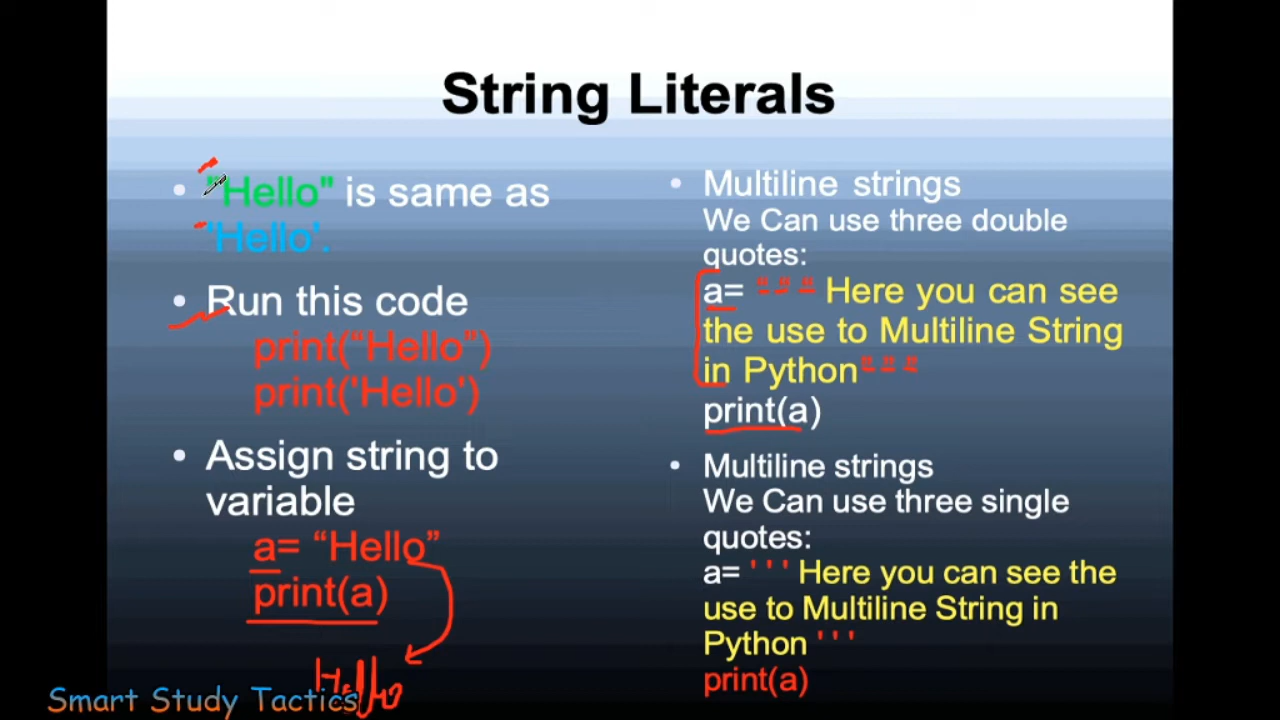 String Literals
• "Hello" is same as
'Hello'.
• Run this code
print(“Hello”)
print('Hello')
• Assign string to
variable
a= “Hello”
print(a)
Hello
• Multiline strings
We Can use three double
quotes:
a= " " " Here you can see
the use to Multiline String
in Python" " "
print(a)
• Multiline strings
We Can use three single
quotes:
a= ' ' ' Here you can see the
use to Multiline String in
Python ' ' '
print(a)
Smart Study Tactics